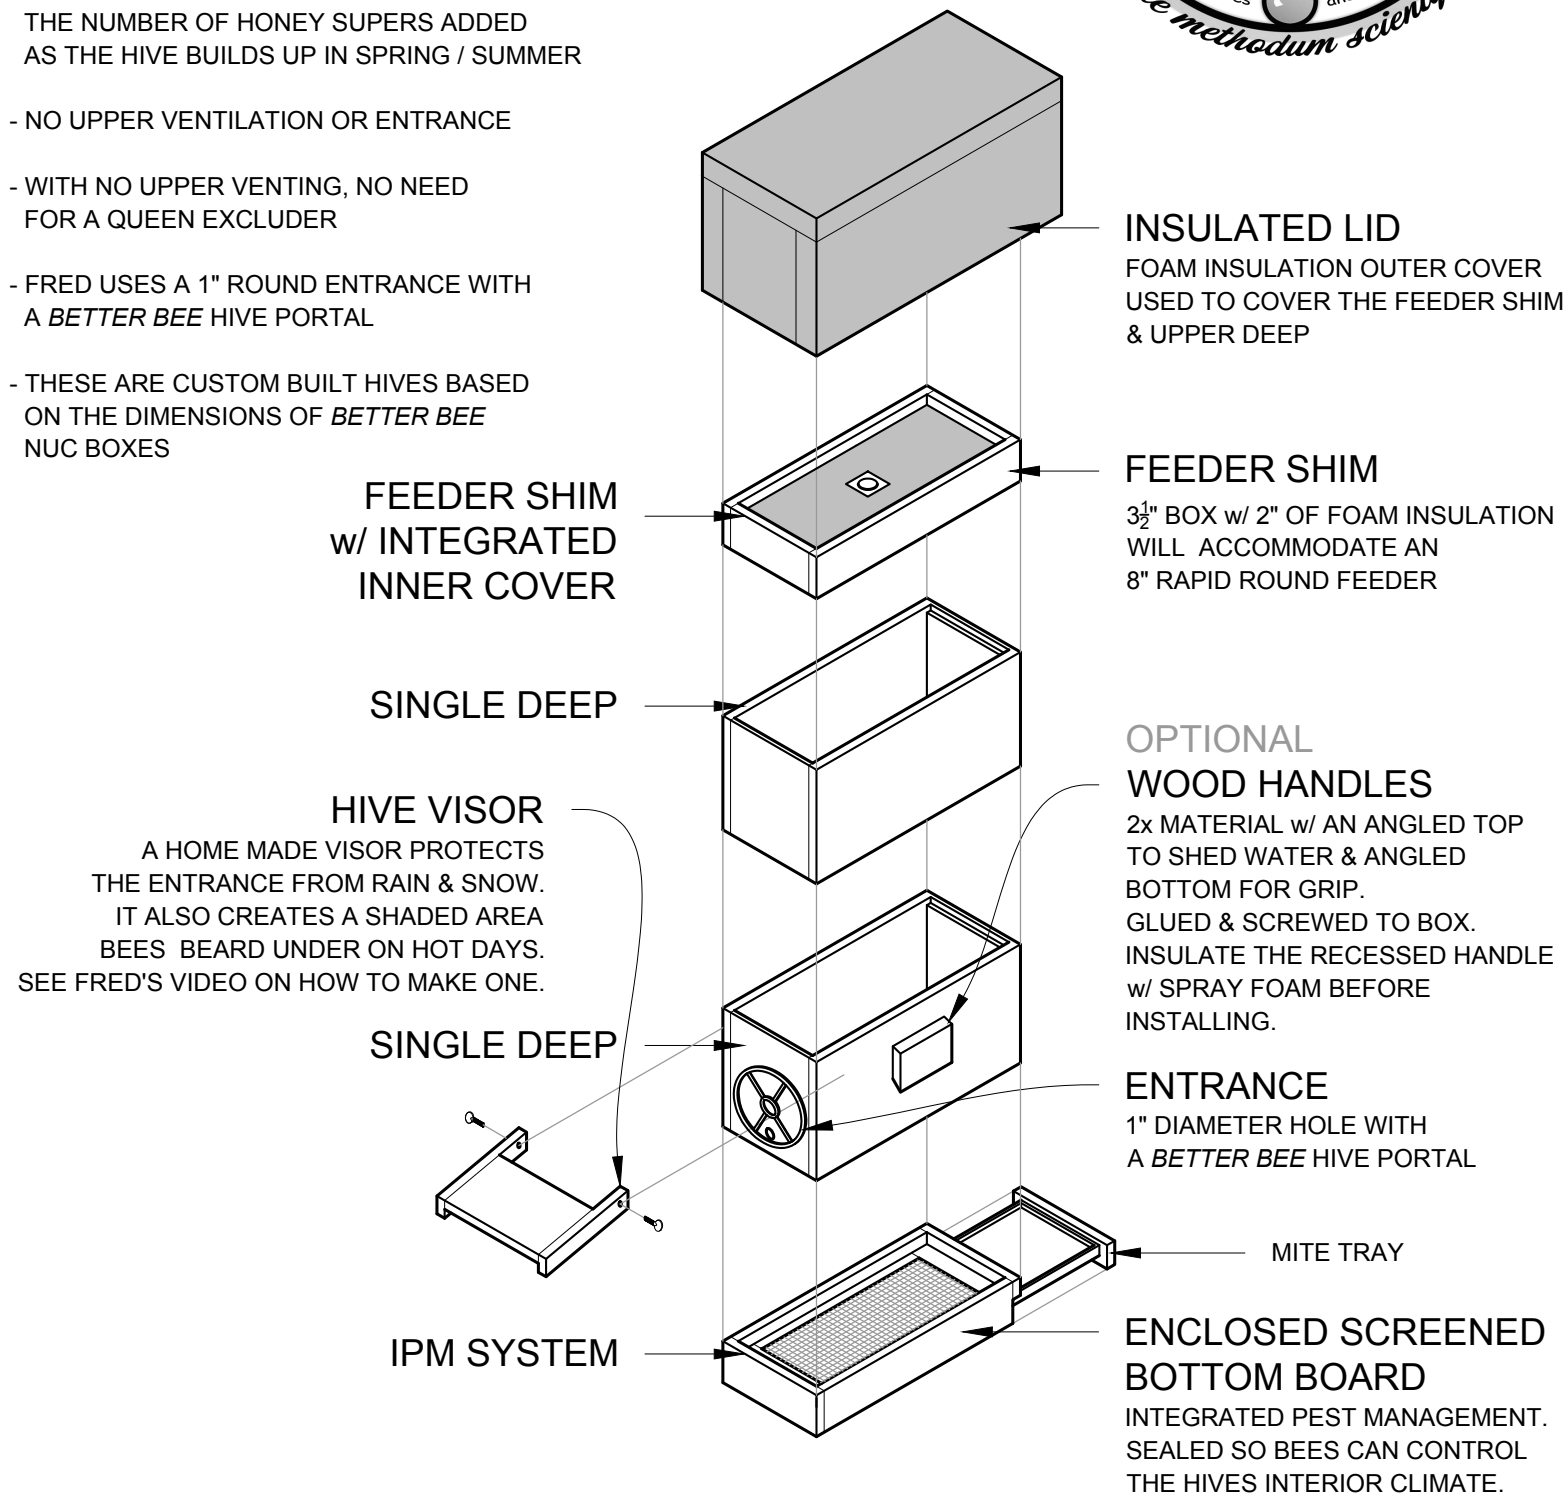 THE NUMBER OF HONEY SUPERS ADDED
AS THE HIVE BUILDS UP IN SPRING / SUMMER
- NO UPPER VENTILATION OR ENTRANCE
- WITH NO UPPER VENTING, NO NEED
FOR A QUEEN EXCLUDER
- FRED USES A 1" ROUND ENTRANCE WITH
A BETTER BEE HIVE PORTAL
- THESE ARE CUSTOM BUILT HIVES BASED
ON THE DIMENSIONS OF BETTER BEE
NUC BOXES
methodum
INSULATED LID
FOAM INSULATION OUTER COVER
USED TO COVER THE FEEDER SHIM
& UPPER DEEP
FEEDER SHIM
w/ INTEGRATED
INNER COVER
FEEDER SHIM
3½" BOX w/ 2" OF FOAM INSULATION
WILL ACCOMMODATE AN
8" RAPID ROUND FEEDER
SINGLE DEEP
OPTIONAL
WOOD HANDLES
2x MATERIAL w/ AN ANGLED TOP
TO SHED WATER & ANGLED
BOTTOM FOR GRIP.
GLUED & SCREWED TO BOX.
INSULATE THE RECESSED HANDLE
w/ SPRAY FOAM BEFORE
INSTALLING.
HIVE VISOR
A HOME MADE VISOR PROTECTS
THE ENTRANCE FROM RAIN & SNOW.
IT ALSO CREATES A SHADED AREA
BEES BEARD UNDER ON HOT DAYS.
SEE FRED'S VIDEO ON HOW TO MAKE ONE.
SINGLE DEEP
ENTRANCE
1" DIAMETER HOLE WITH
A BETTER BEE HIVE PORTAL
MITE TRAY
IPM SYSTEM
ENCLOSED SCREENED
BOTTOM BOARD
INTEGRATED PEST MANAGEMENT.
SEALED SO BEES CAN CONTROL
THE HIVES INTERIOR CLIMATE.